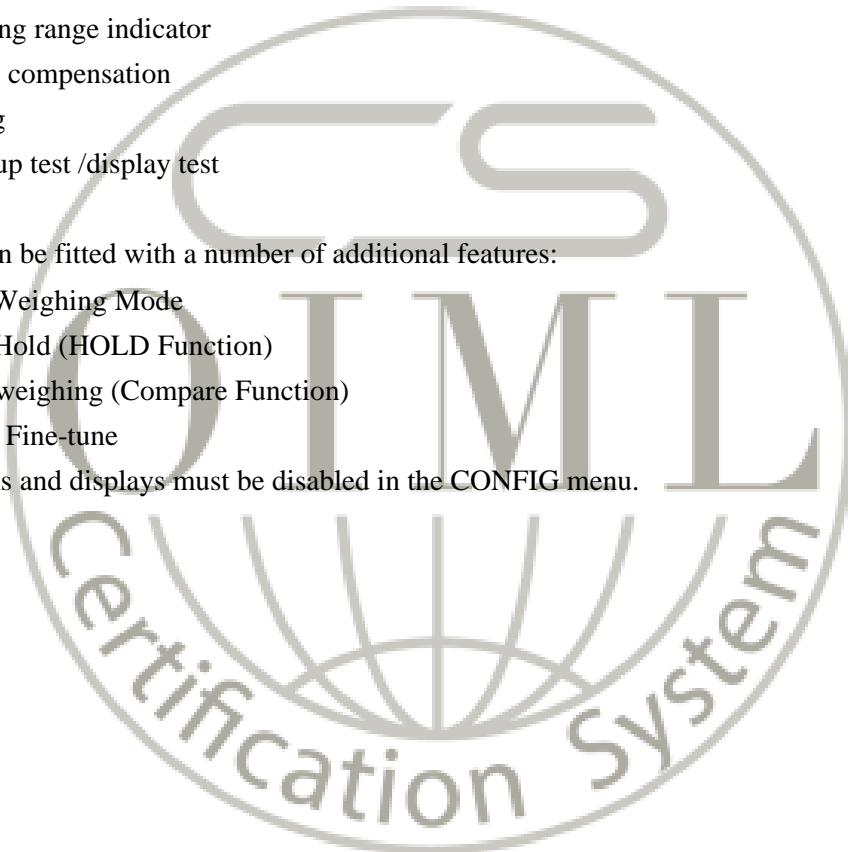 ng range indicator
compensation
g
up test /display test
n be fitted with a number of additional features:
Weighing Mode
Hold (HOLD Function)
weighing (Compare Function)
Fine-tune
s and displays must be disabled in the CONFIG menu.
CS
OIML
Certification System